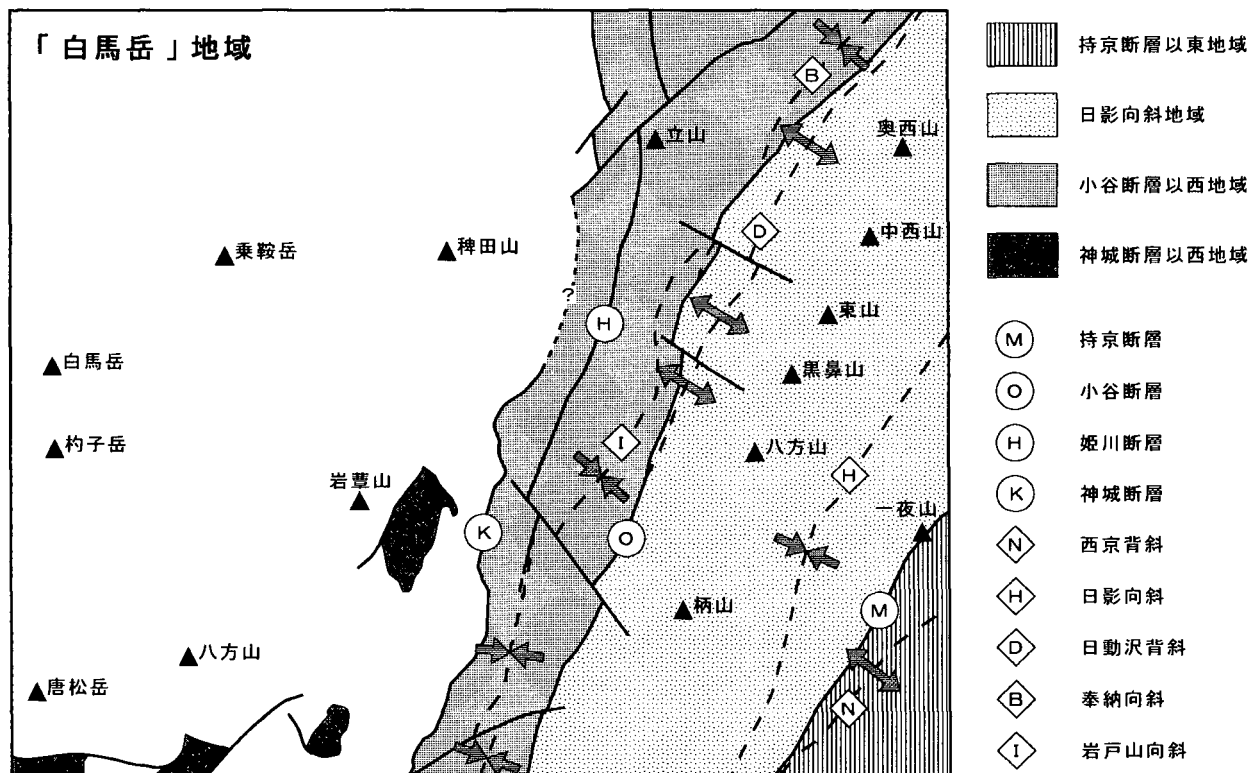 「白馬岳」地域
B
立山
奥西山
D
中西山
乗鞍岳
稗田山
?
H
東山
白馬岳
黒鼻山
杓子岳
I
八方山
岩蕈山
H
一夜山
K
O
柄山
M
八方山
唐松岳
N
持京断層以東地域
日影向斜地域
小谷断層以西地域
神城断層以西地域
M 持京断層
O 小谷断層
H 姫川断層
K 神城断層
N 西京背斜
H 日影向斜
D 日動沢背斜
B 奉納向斜
I 岩戸山向斜